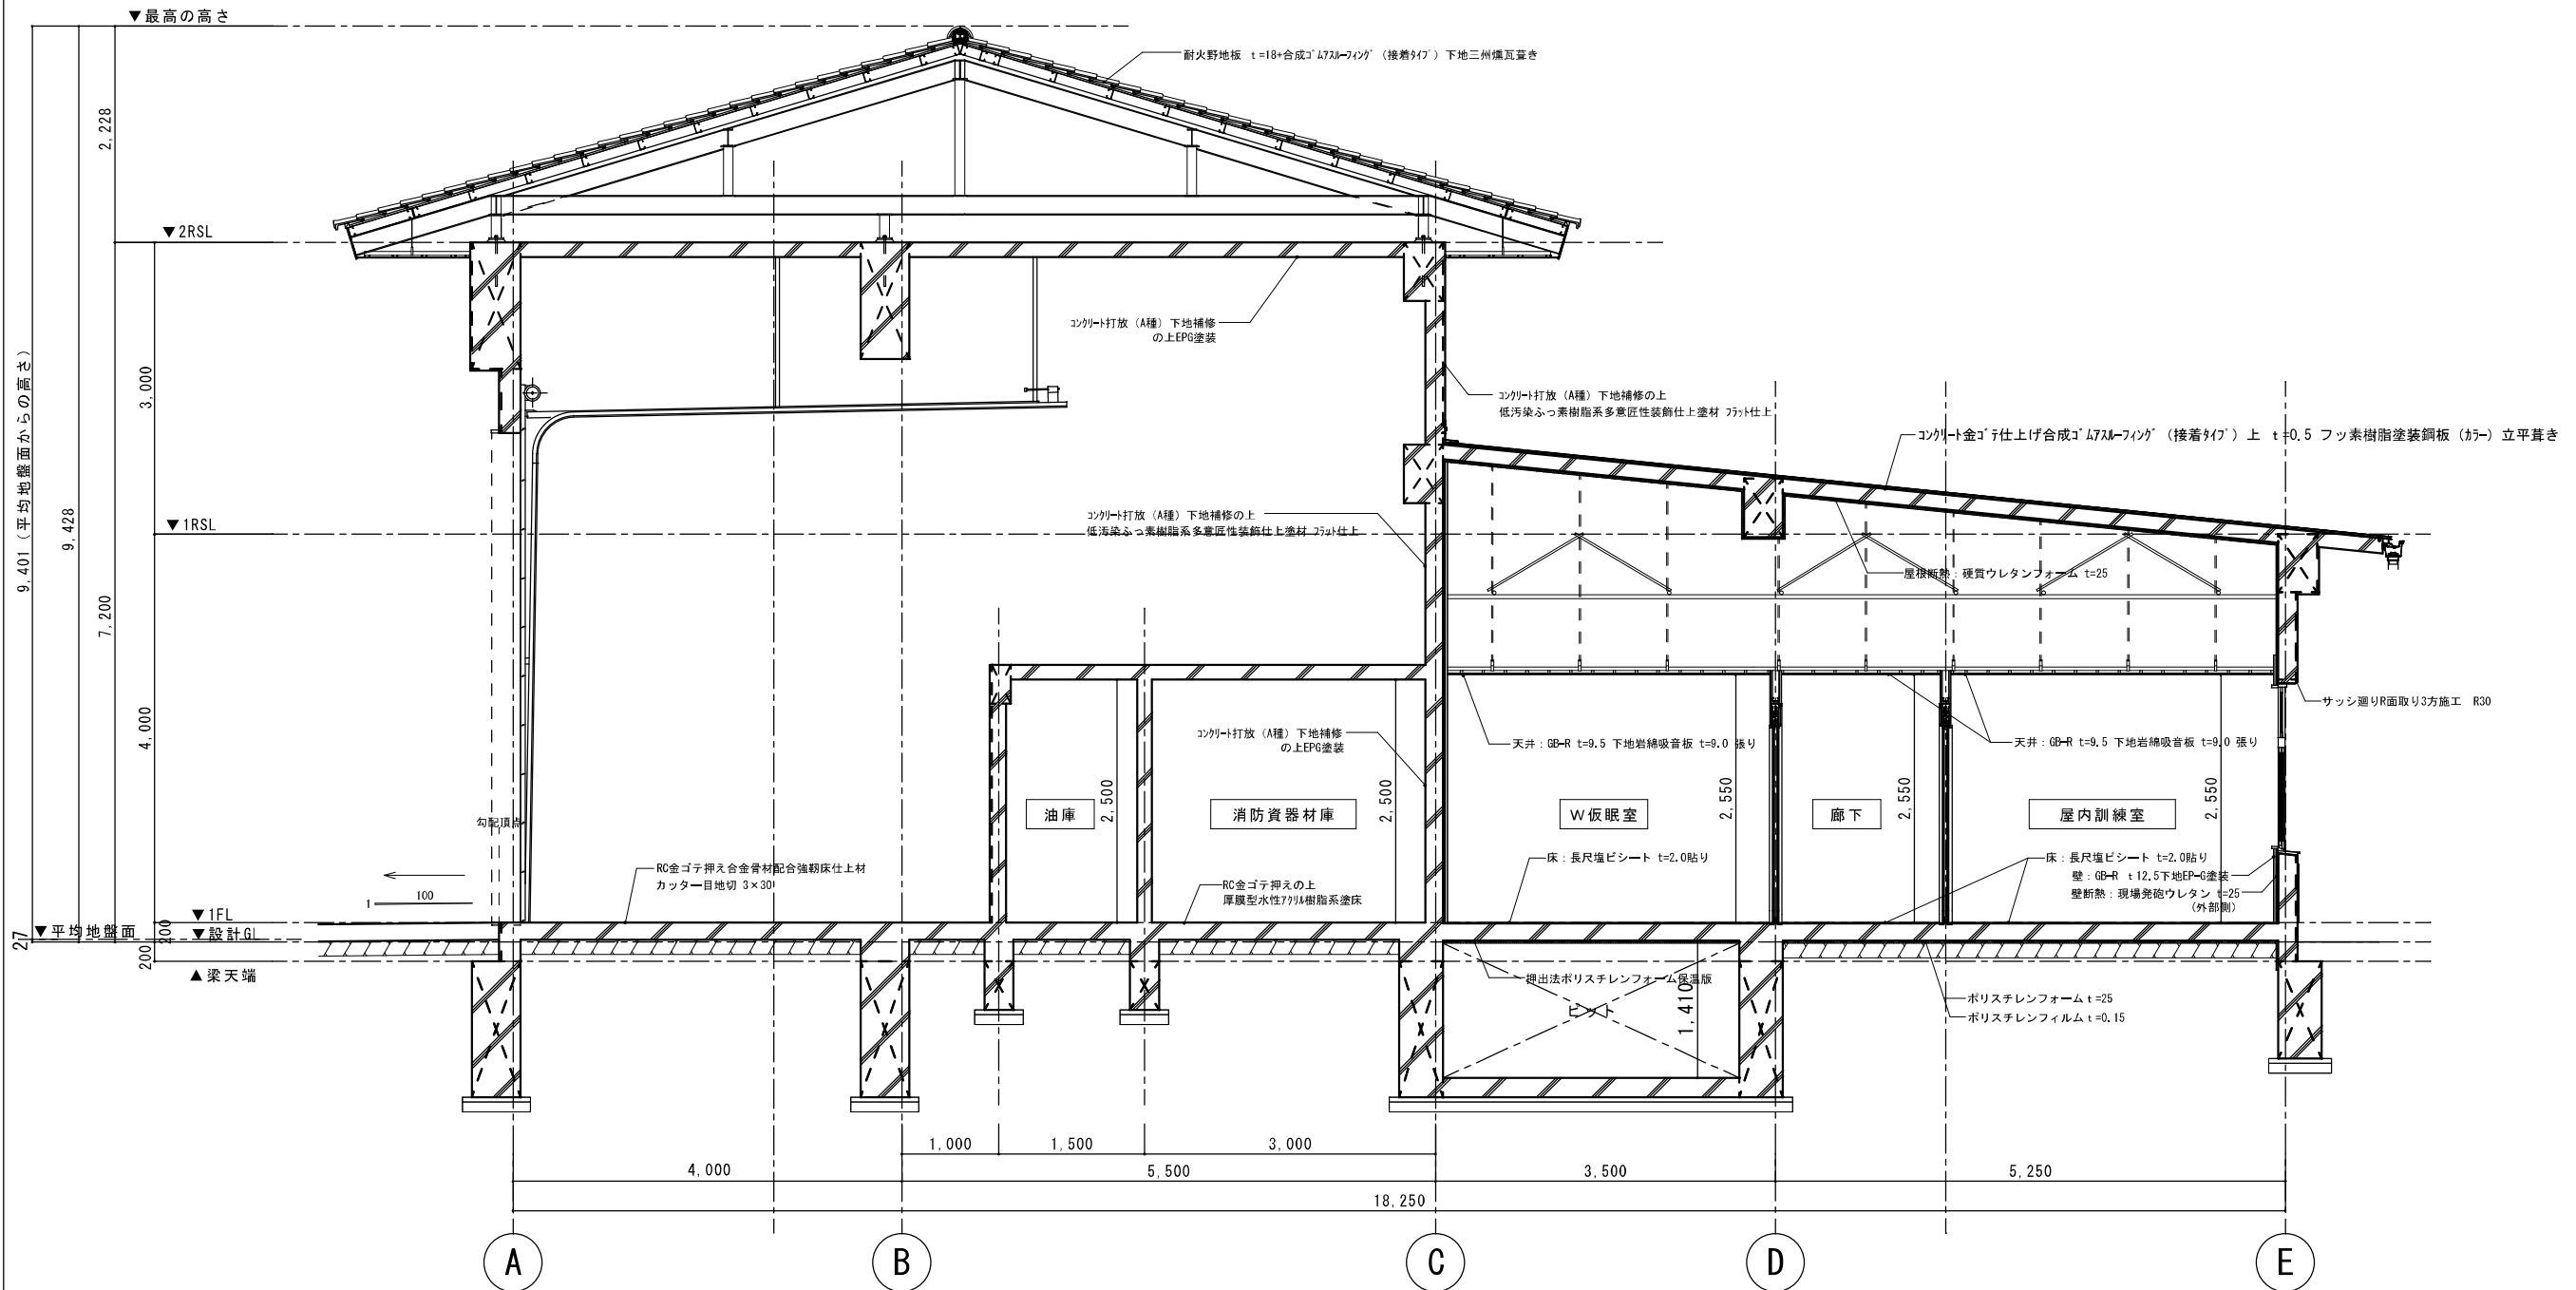 ▼最高の高さ
耐火野地板 t=18+合成ゴムアスルーフィング（接着タイプ）下地三州燻瓦葺き
2,228
▼2RSL
コンクリート打放（A種）下地補修
の上EPG塗装
3,000
9,401（平均地盤面からの高さ）
9,428
7,200
コンクリート打放（A種）下地補修の上
低汚染ふっ素樹脂系多意匠性装飾仕上塗材 フラット仕上
コンクリート金ゴテ仕上げ合成ゴムアスルーフィング（接着タイプ）上 t=0.5 フッ素樹脂塗装鋼板（カラー）立平葺き
▼1RSL
コンクリート打放（A種）下地補修の上
低汚染ふっ素樹脂系多意匠性装飾仕上塗材 フラット仕上
屋根断熱：硬質ウレタンフォーム t=25
サッシ廻りR面取り3方施工 R30
4,000
コンクリート打放（A種）下地補修
の上EPG塗装
天井：GB-R t=9.5 下地岩綿吸音板 t=9.0 張り
天井：GB-R t=9.5 下地岩綿吸音板 t=9.0 張り
油庫
2,500
消防資器材庫
2,500
W仮眠室
2,550
廊下
2,550
屋内訓練室
2,550
勾配頂点
RC金ゴテ押え合金骨材配合強靭床仕上材
カッター目地切 3×30
床：長尺塩ビシート t=2.0貼り
床：長尺塩ビシート t=2.0貼り
壁：GB-R t12.5下地EP-G塗装
壁断熱：現場発砲ウレタン t=25
（外部側）
RC金ゴテ押えの上
厚膜型水性アクリル樹脂系塗床
1
100
▼1FL
200
▼平均地盤面
▼設計GL
27
200
▲梁天端
押出法ポリスチレンフォーム保温版
1,410
ポリスチレンフォーム t=25
ポリスチレンフィルム t=0.15
1,000
1,500
3,000
4,000
5,500
3,500
5,250
18,250
A
B
C
D
E